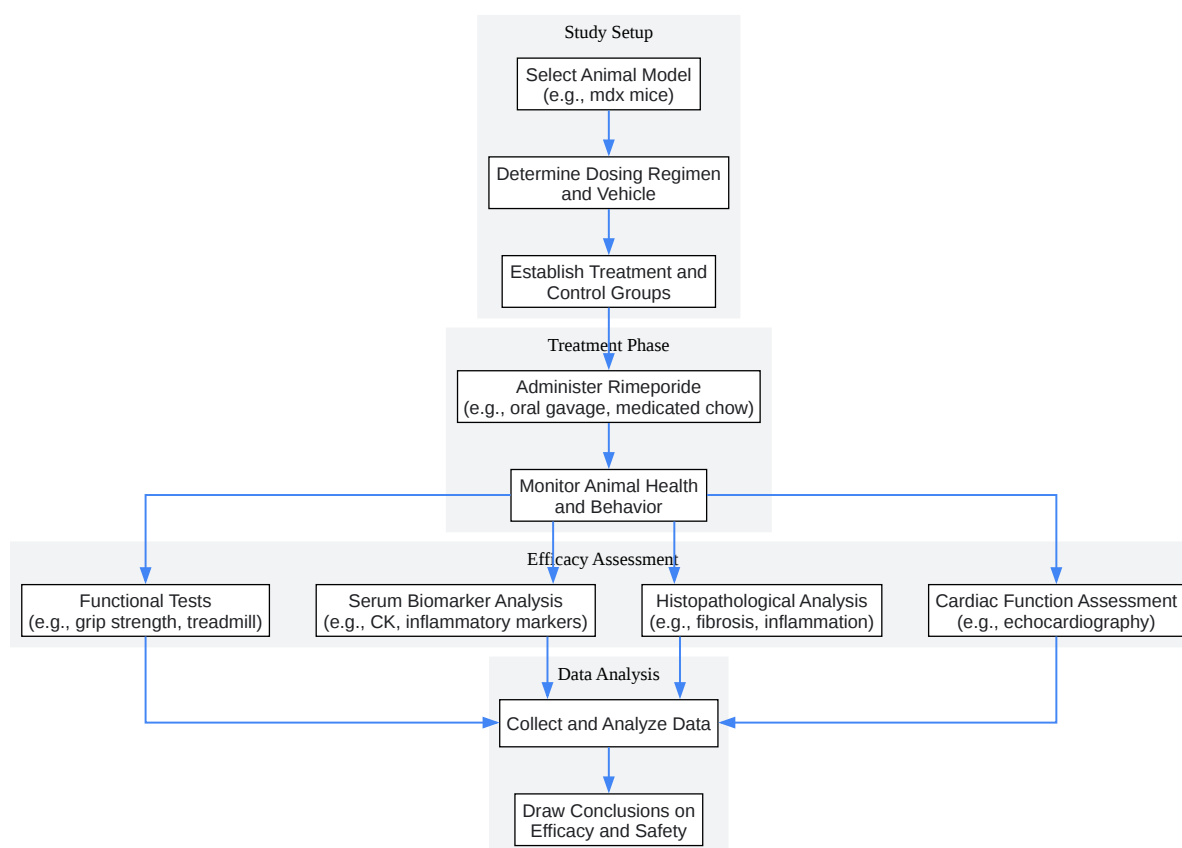 Study Setup
Select Animal Model
(e.g., mdx mice)
Determine Dosing Regimen
and Vehicle
Establish Treatment and
Control Groups
Treatment Phase
Administer Rimeporide
(e.g., oral gavage, medicated chow)
Monitor Animal Health
and Behavior
Efficacy Assessment
Functional Tests
(e.g., grip strength, treadmill)
Serum Biomarker Analysis
(e.g., CK, inflammatory markers)
Histopathological Analysis
(e.g., fibrosis, inflammation)
Cardiac Function Assessment
(e.g., echocardiography)
Data Analysis
Collect and Analyze Data
Draw Conclusions on
Efficacy and Safety